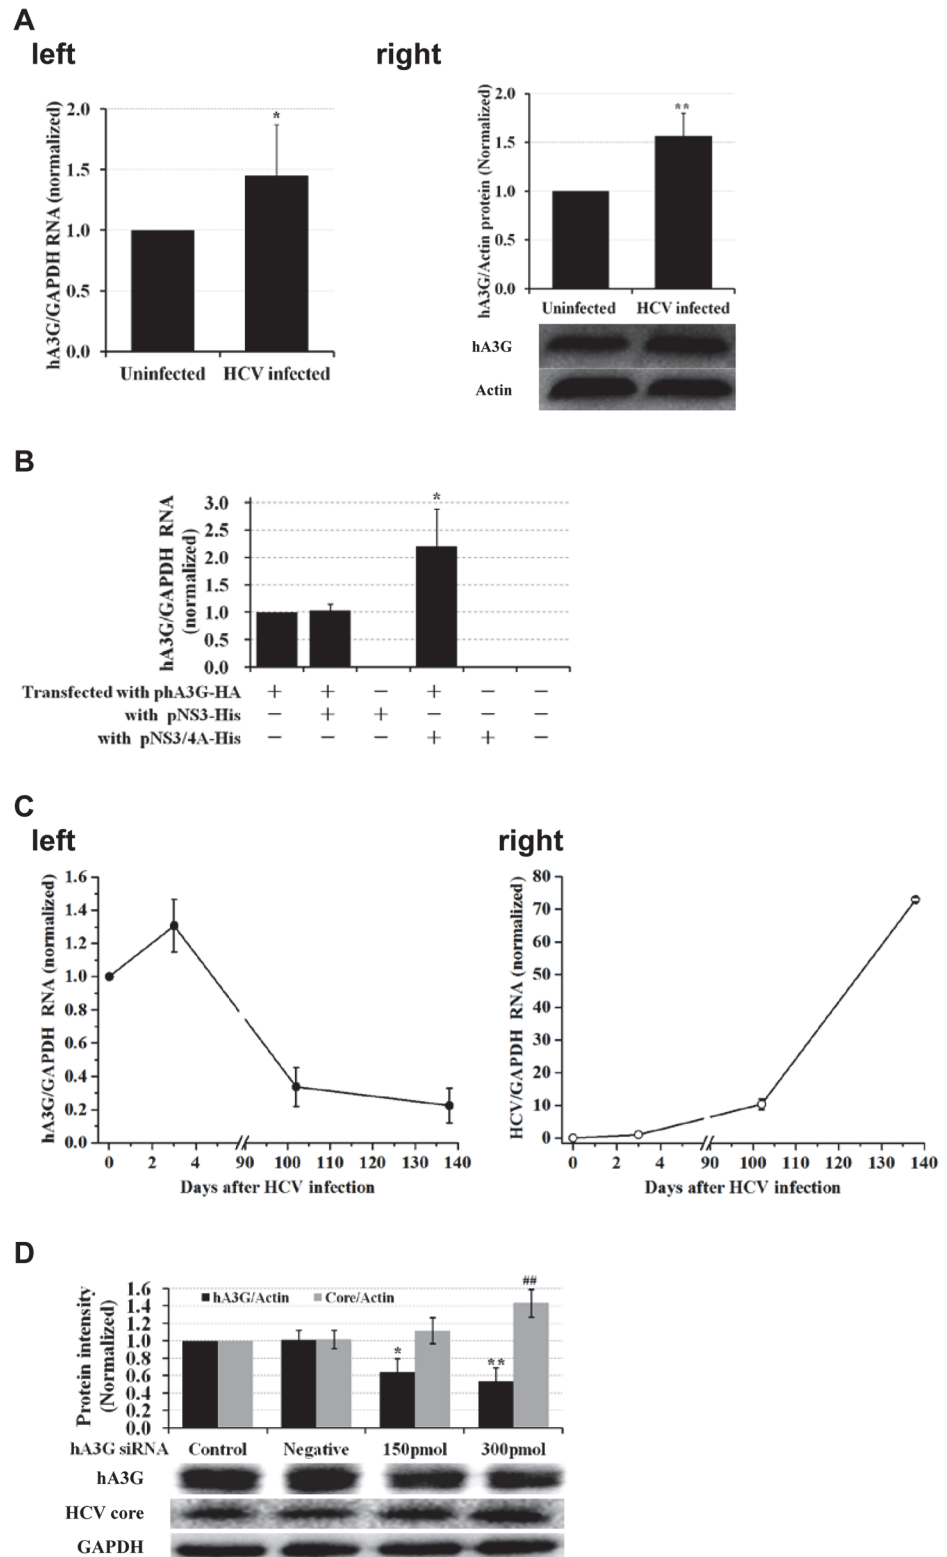 A
left
right
hA3G/GAPDH RNA (normalized)
2.0
1.5
1.0
0.5
0.0
*
Uninfected HCV infected
hA3G/Actin protein (Normalized)
2.0
1.5
1.0
0.5
0.0
**
Uninfected HCV infected
hA3G
Actin
B
hA3G/GAPDH RNA
(normalized)
3.0
2.5
2.0
1.5
1.0
0.5
0.0
*
Transfected with phA3G-HA + + − + − −
with pNS3-His − + + − − −
with pNS3/4A-His − − − + + −
C
left
right
hA3G/GAPDH RNA (normalized)
1.6
1.4
1.2
1.0
0.8
0.6
0.4
0.2
0.0
0 2 4 90 100 110 120 130 140
Days after HCV infection
HCV/GAPDH RNA (normalized)
80
70
60
50
40
30
20
10
0
0 2 4 90 100 110 120 130 140
Days after HCV infection
D
Protein intensity
(Normalized)
1.6
1.4
1.2
1.0
0.8
0.6
0.4
0.2
0.0
hA3G/Actin Core/Actin
*
**
##
hA3G siRNA Control Negative 150pmol 300pmol
hA3G
HCV core
GAPDH